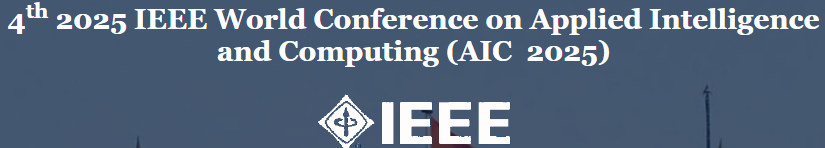 4th 2025 IEEE World Conference on Applied Intelligence
and Computing (AIC 2025)
IEEE